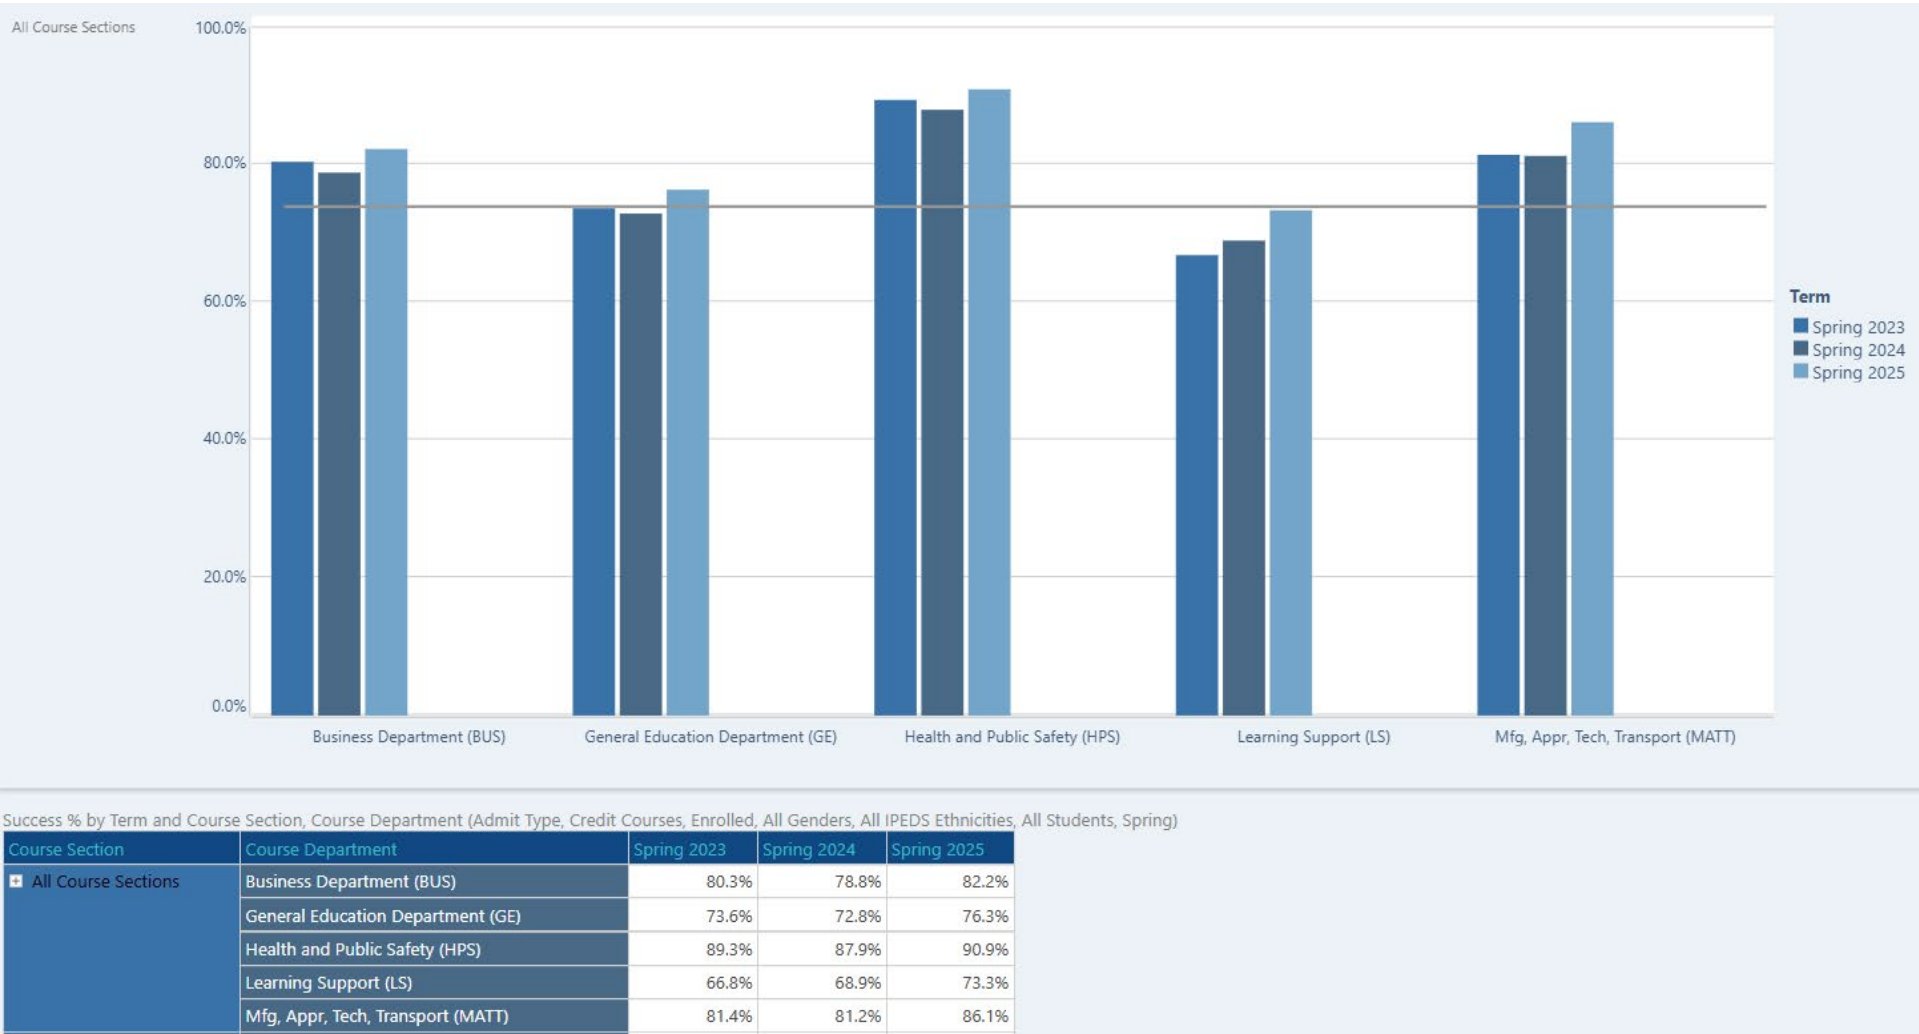 All Course Sections
100.0%
80.0%
60.0%
40.0%
20.0%
0.0%
Business Department (BUS) General Education Department (GE) Health and Public Safety (HPS) Learning Support (LS) Mfg, Appr, Tech, Transport (MATT)
Term
Spring 2023
Spring 2024
Spring 2025
Success % by Term and Course Section, Course Department (Admit Type, Credit Courses, Enrolled, All Genders, All IPEDS Ethnicities, All Students, Spring)
Course Section Course Department Spring 2023 Spring 2024 Spring 2025
All Course Sections Business Department (BUS) 80.3% 78.8% 82.2%
General Education Department (GE) 73.6% 72.8% 76.3%
Health and Public Safety (HPS) 89.3% 87.9% 90.9%
Learning Support (LS) 66.8% 68.9% 73.3%
Mfg, Appr, Tech, Transport (MATT) 81.4% 81.2% 86.1%